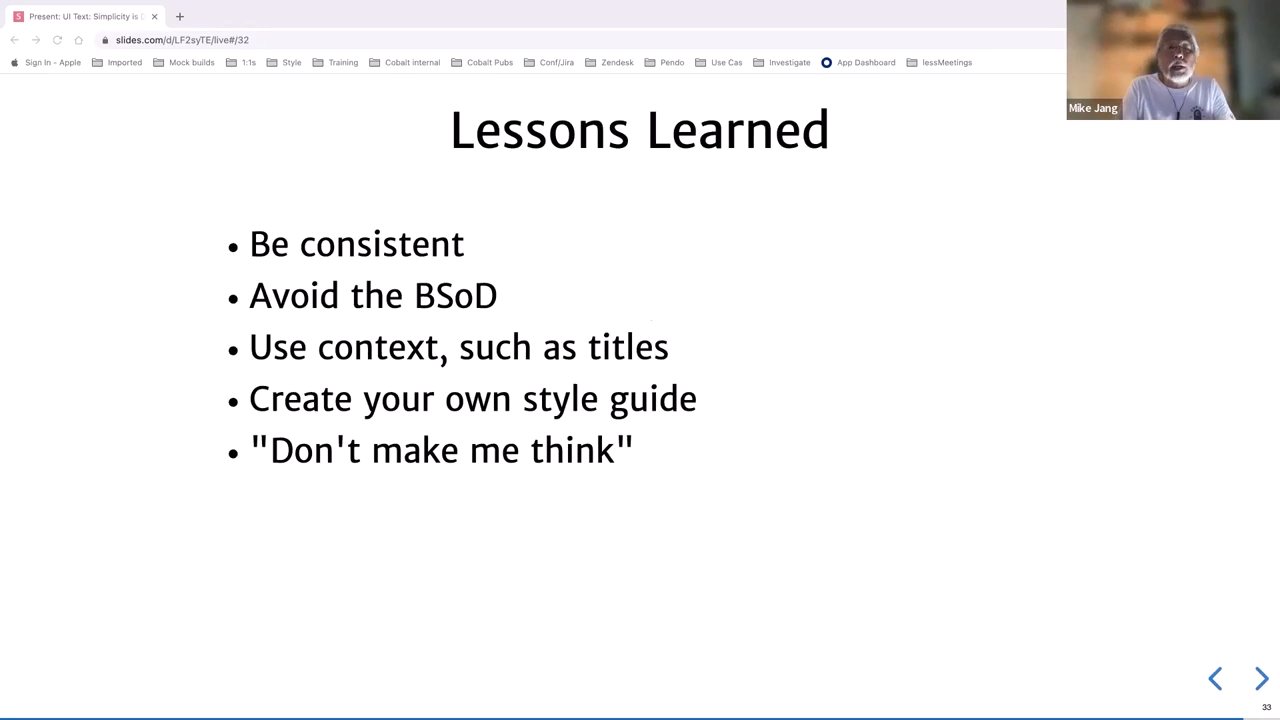 Present: UI Text: Simplicity is D
slides.com/d/LF2syTE/live#/32
Sign In - Apple Imported Mock builds 1:1s Style Training Cobalt internal Cobalt Pubs Conf/Jira Zendesk Pendo Use Cas Investigate App Dashboard lessMeetings
Mike Jang
Lessons Learned
• Be consistent
• Avoid the BSoD
• Use context, such as titles
• Create your own style guide
• "Don't make me think"
33